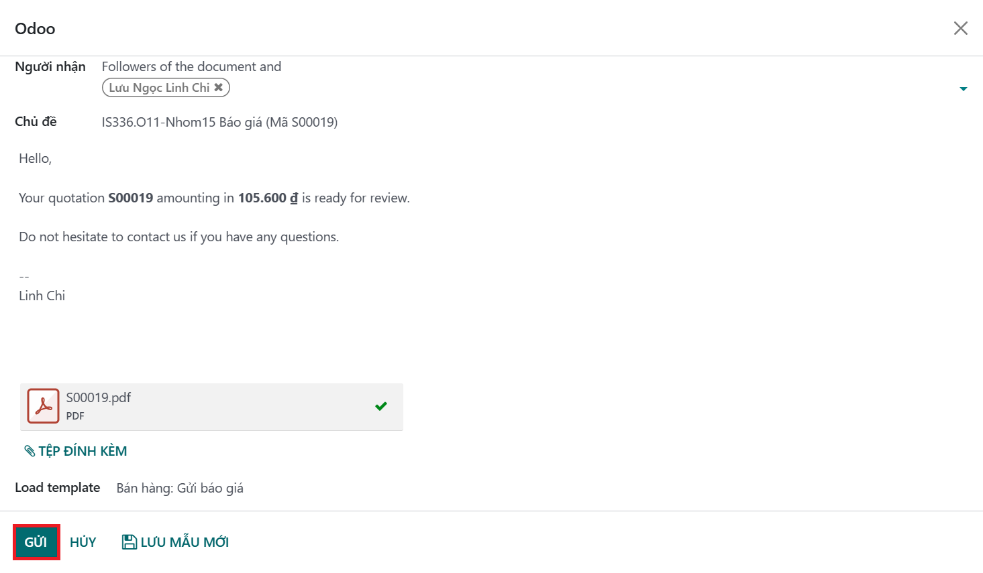 Odoo
Người nhận Followers of the document and
Lưu Ngọc Linh Chi
Chủ đề IS336.O11-Nhom15 Báo giá (Mã S00019)
Hello,
Your quotation S00019 amounting in 105.600 ₫ is ready for review.
Do not hesitate to contact us if you have any questions.
--
Linh Chi
S00019.pdf
PDF
TỆP ĐÍNH KÈM
Load template Bán hàng: Gửi báo giá
GỬI HỦY LƯU MẪU MỚI